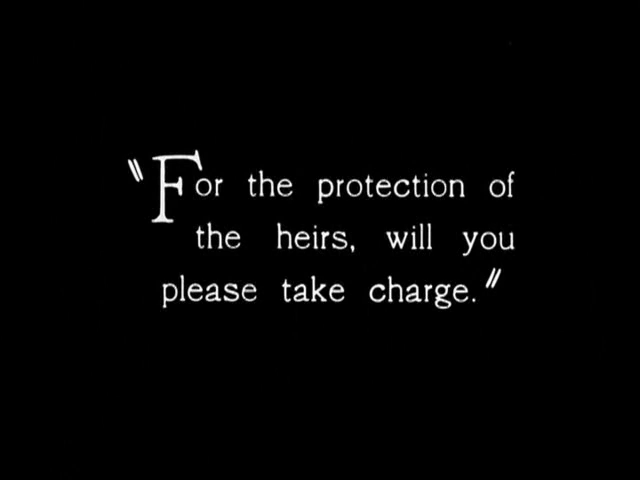 "For the protection of
the heirs, will you
please take charge."